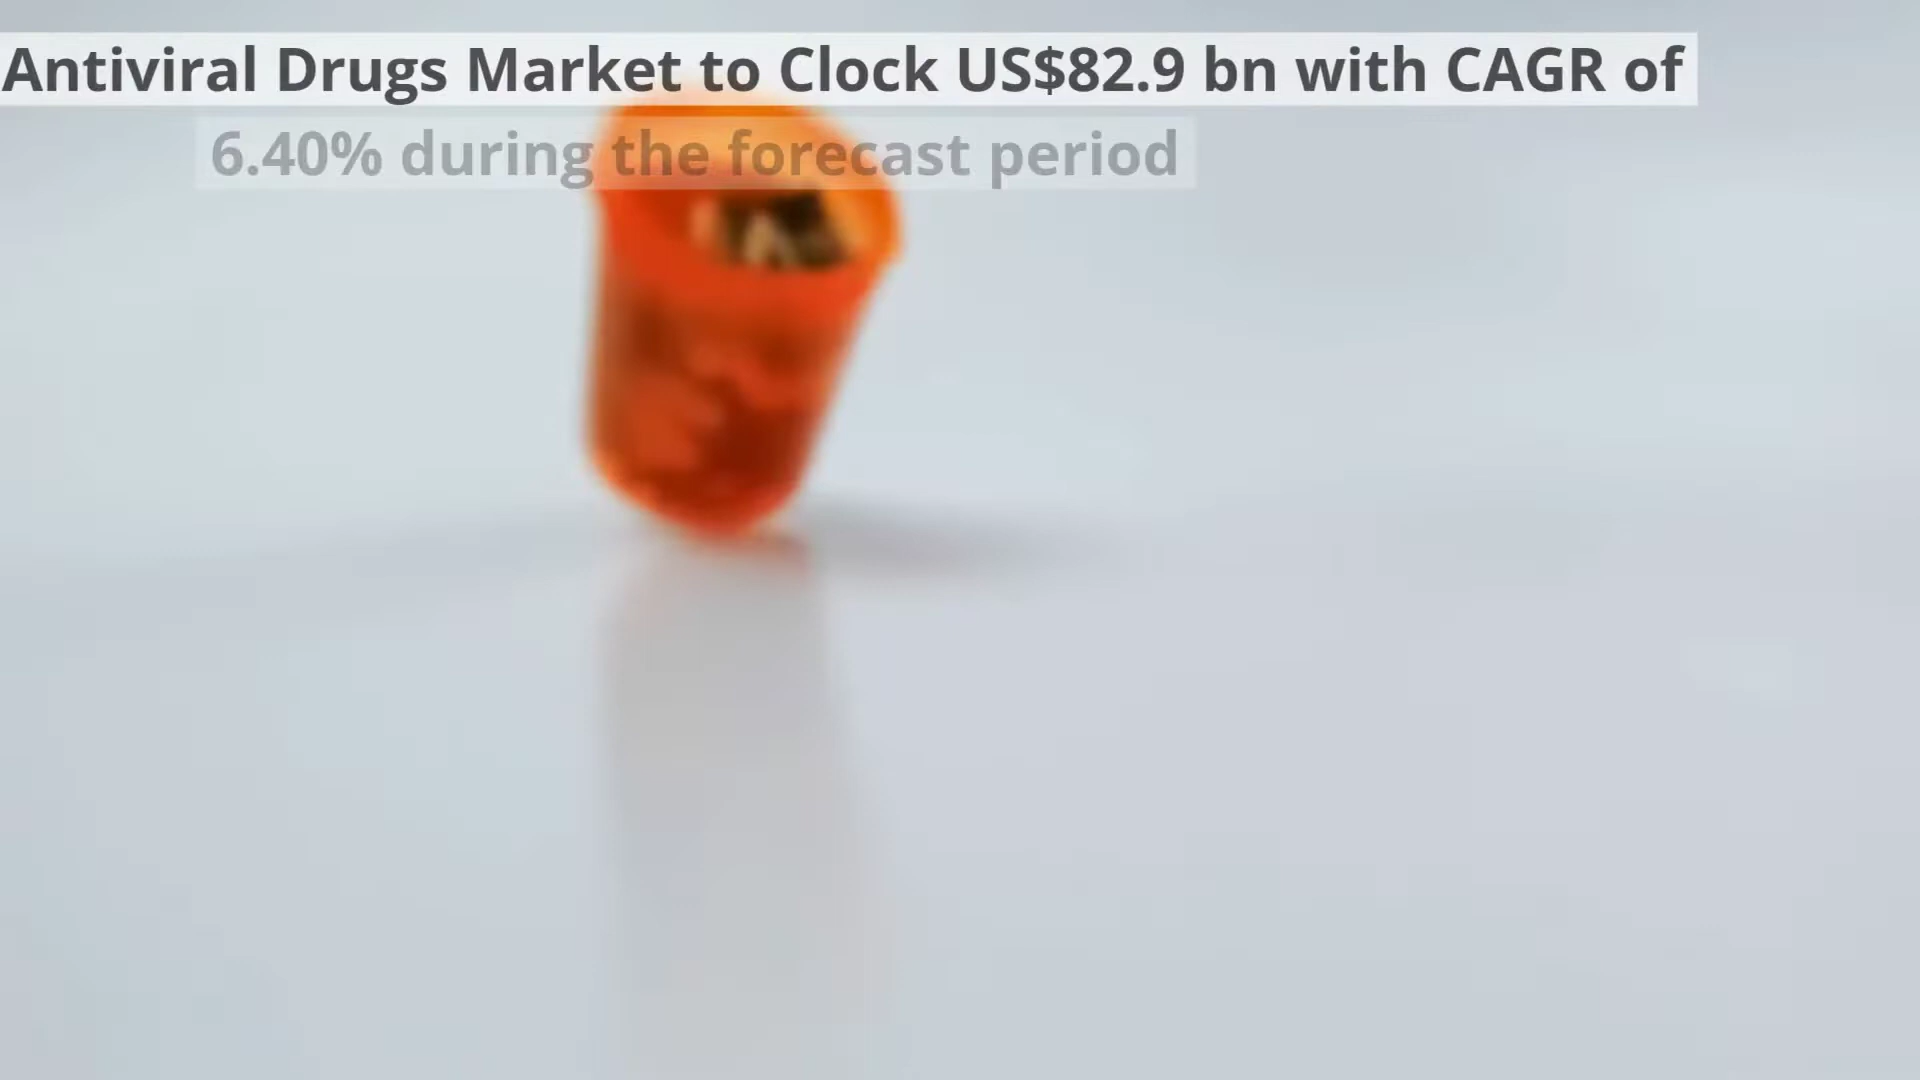 Antiviral Drugs Market to Clock US$82.9 bn with CAGR of
6.40% during the forecast period